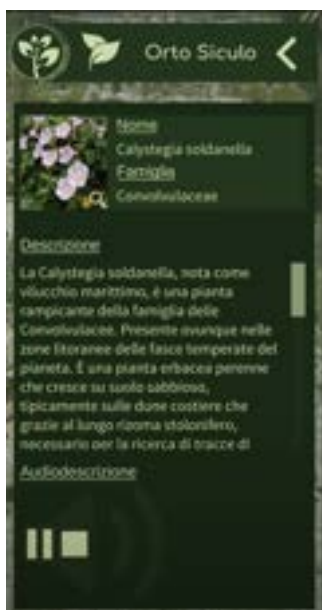 Orto Siculo
Nome
Calystegia soldanella
Famiglia
Convolvulaceae
Descrizione
La Calystegia soldanella, nota come
vilucchio marittimo, è una pianta
rampicante della famiglia delle
Convolvulacee. Presente ovunque nelle
zone litoranee delle fasce temperate del
pianeta. È una pianta erbacea perenne
che cresce su suolo sabbioso,
tipicamente sulle dune costiere che
grazie al lungo rizoma stolonifero,
necessario per la ricerca di tracce di
Audiodescrizione